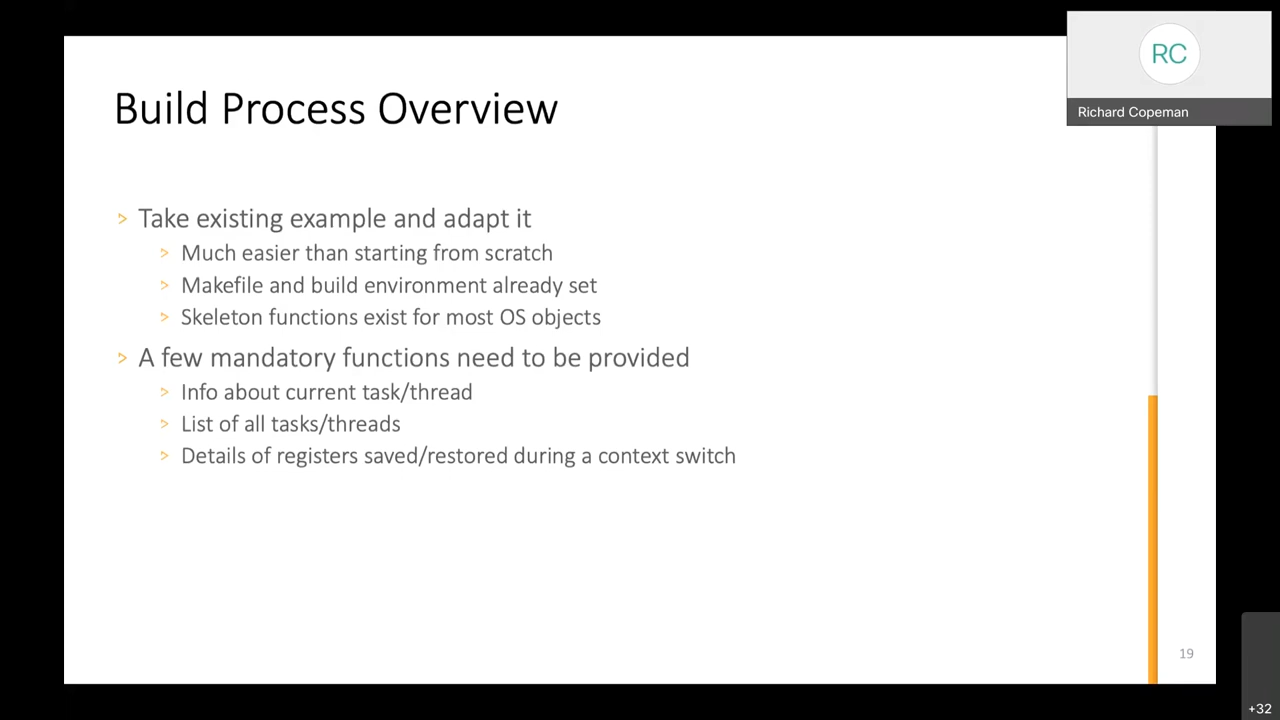 RC
Richard Copeman
Build Process Overview
Take existing example and adapt it
Much easier than starting from scratch
Makefile and build environment already set
Skeleton functions exist for most OS objects
A few mandatory functions need to be provided
Info about current task/thread
List of all tasks/threads
Details of registers saved/restored during a context switch
19
+32